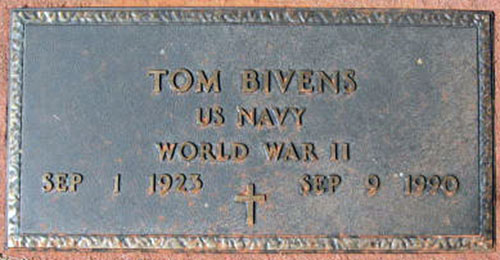 TOM BIVENS
US NAVY
WORLD WAR II
SEP 1 1923 SEP 9 1990